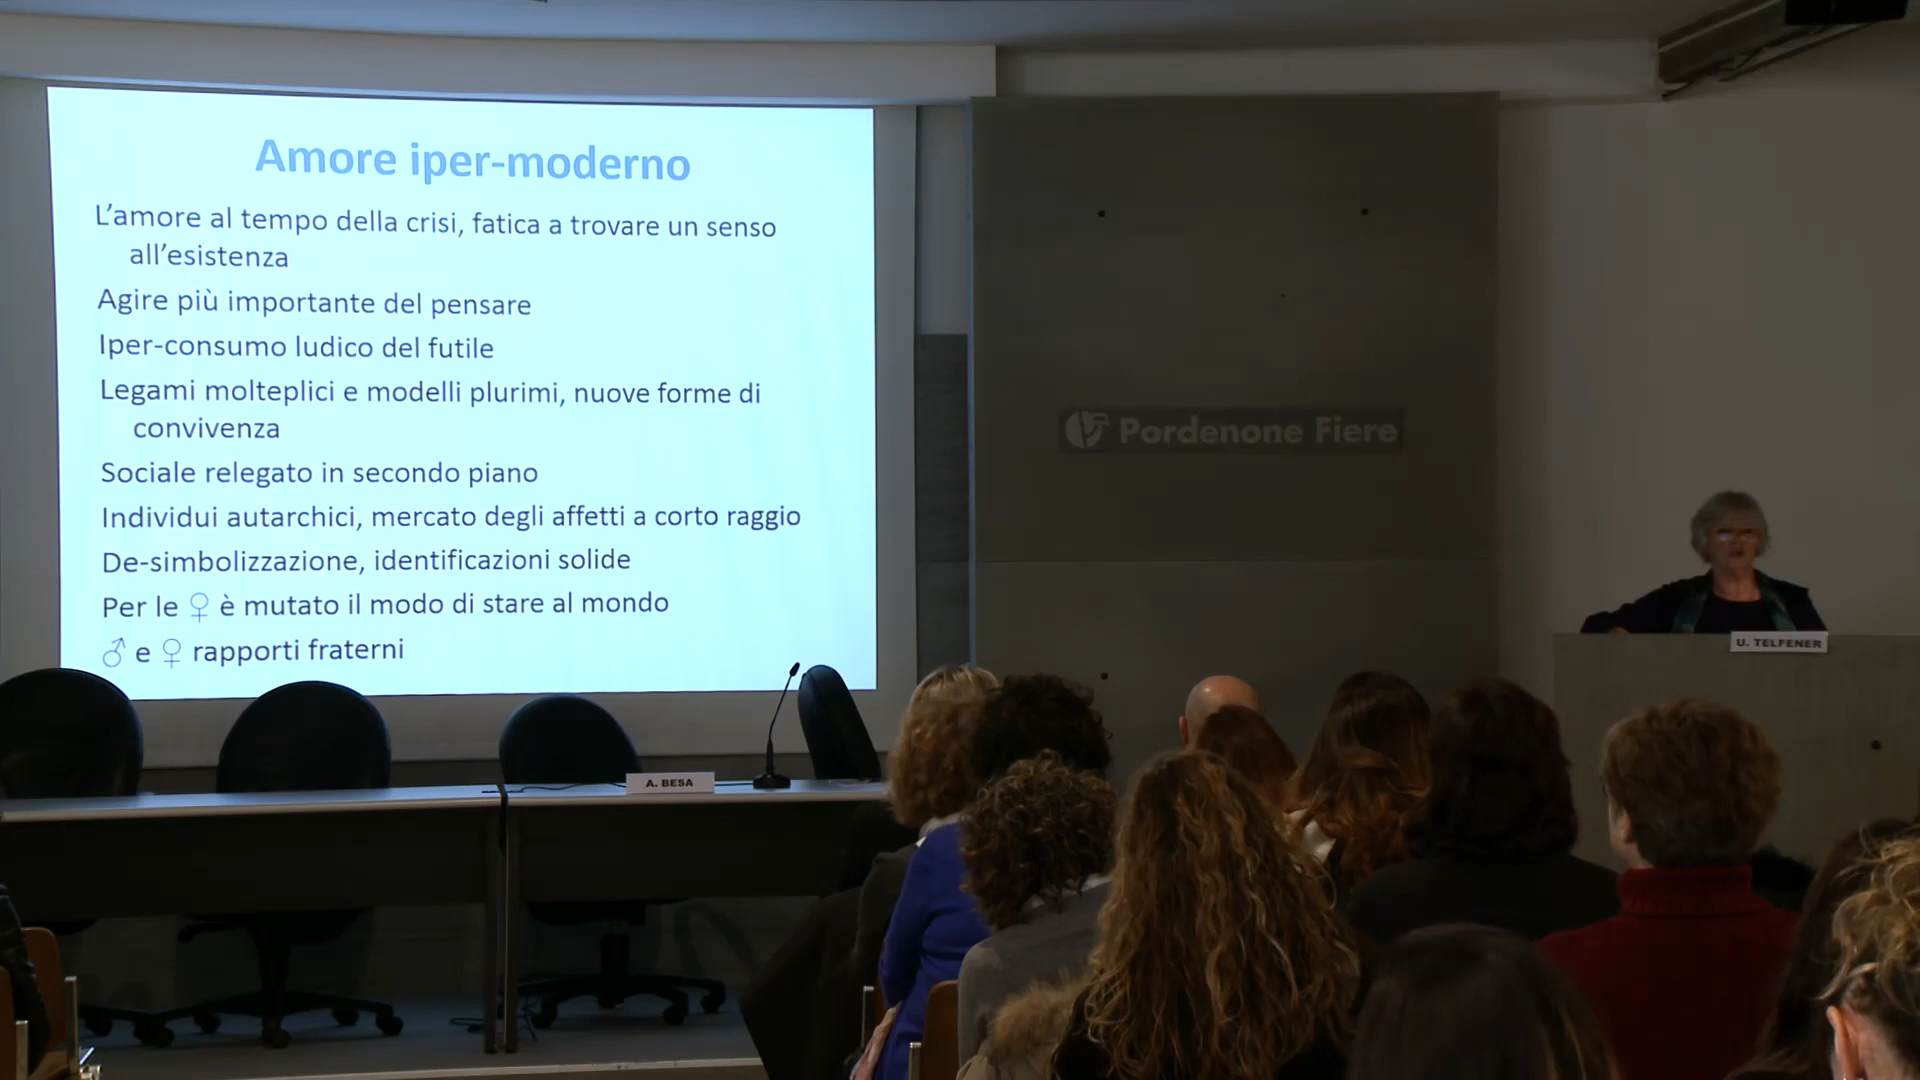 Amore iper-moderno
L’amore al tempo della crisi, fatica a trovare un senso
all’esistenza
Agire più importante del pensare
Iper-consumo ludico del futile
Legami molteplici e modelli plurimi, nuove forme di
convivenza
Sociale relegato in secondo piano
Individui autarchici, mercato degli affetti a corto raggio
De-simbolizzazione, identificazioni solide
Per le ♀ è mutato il modo di stare al mondo
♂ e ♀ rapporti fraterni
Pordenone Fiere
U. TELFENER
A. BESA